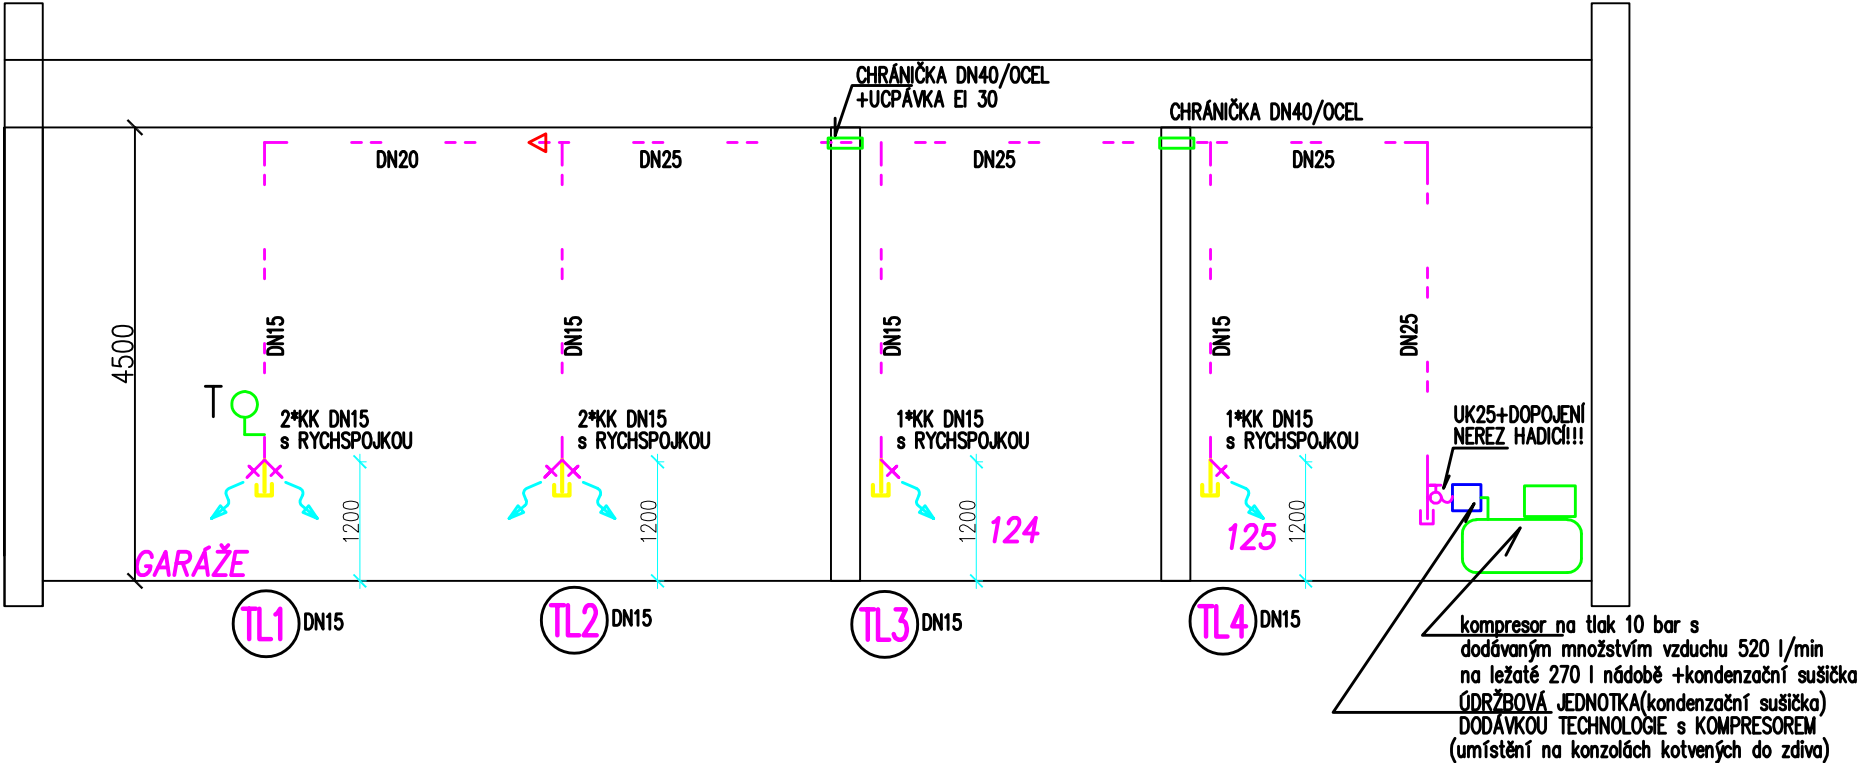 CHRÁNIČKA DN40/OCEL
+UCPÁVKA EI 30
CHRÁNIČKA DN40/OCEL
DN20
DN25
DN25
DN25
4500
DN15
DN15
DN15
DN15
DN25
T
2*KK DN15
s RYCHSPOJKOU
2*KK DN15
s RYCHSPOJKOU
1*KK DN15
s RYCHSPOJKOU
1*KK DN15
s RYCHSPOJKOU
UK25+DOPOJENÍ
NEREZ HADICÍ!!!
1200
1200
1200
1200
124
125
GARÁŽE
TL1 DN15
TL2 DN15
TL3 DN15
TL4 DN15
kompresor na tlak 10 bar s
dodávaným množstvím vzduchu 520 l/min
na ležaté 270 l nádobě +kondenzační sušička
ÚDRŽBOVÁ JEDNOTKA(kondenzační sušička)
DODÁVKOU TECHNOLOGIE s KOMPRESOREM
(umístění na konzolách kotvených do zdiva)